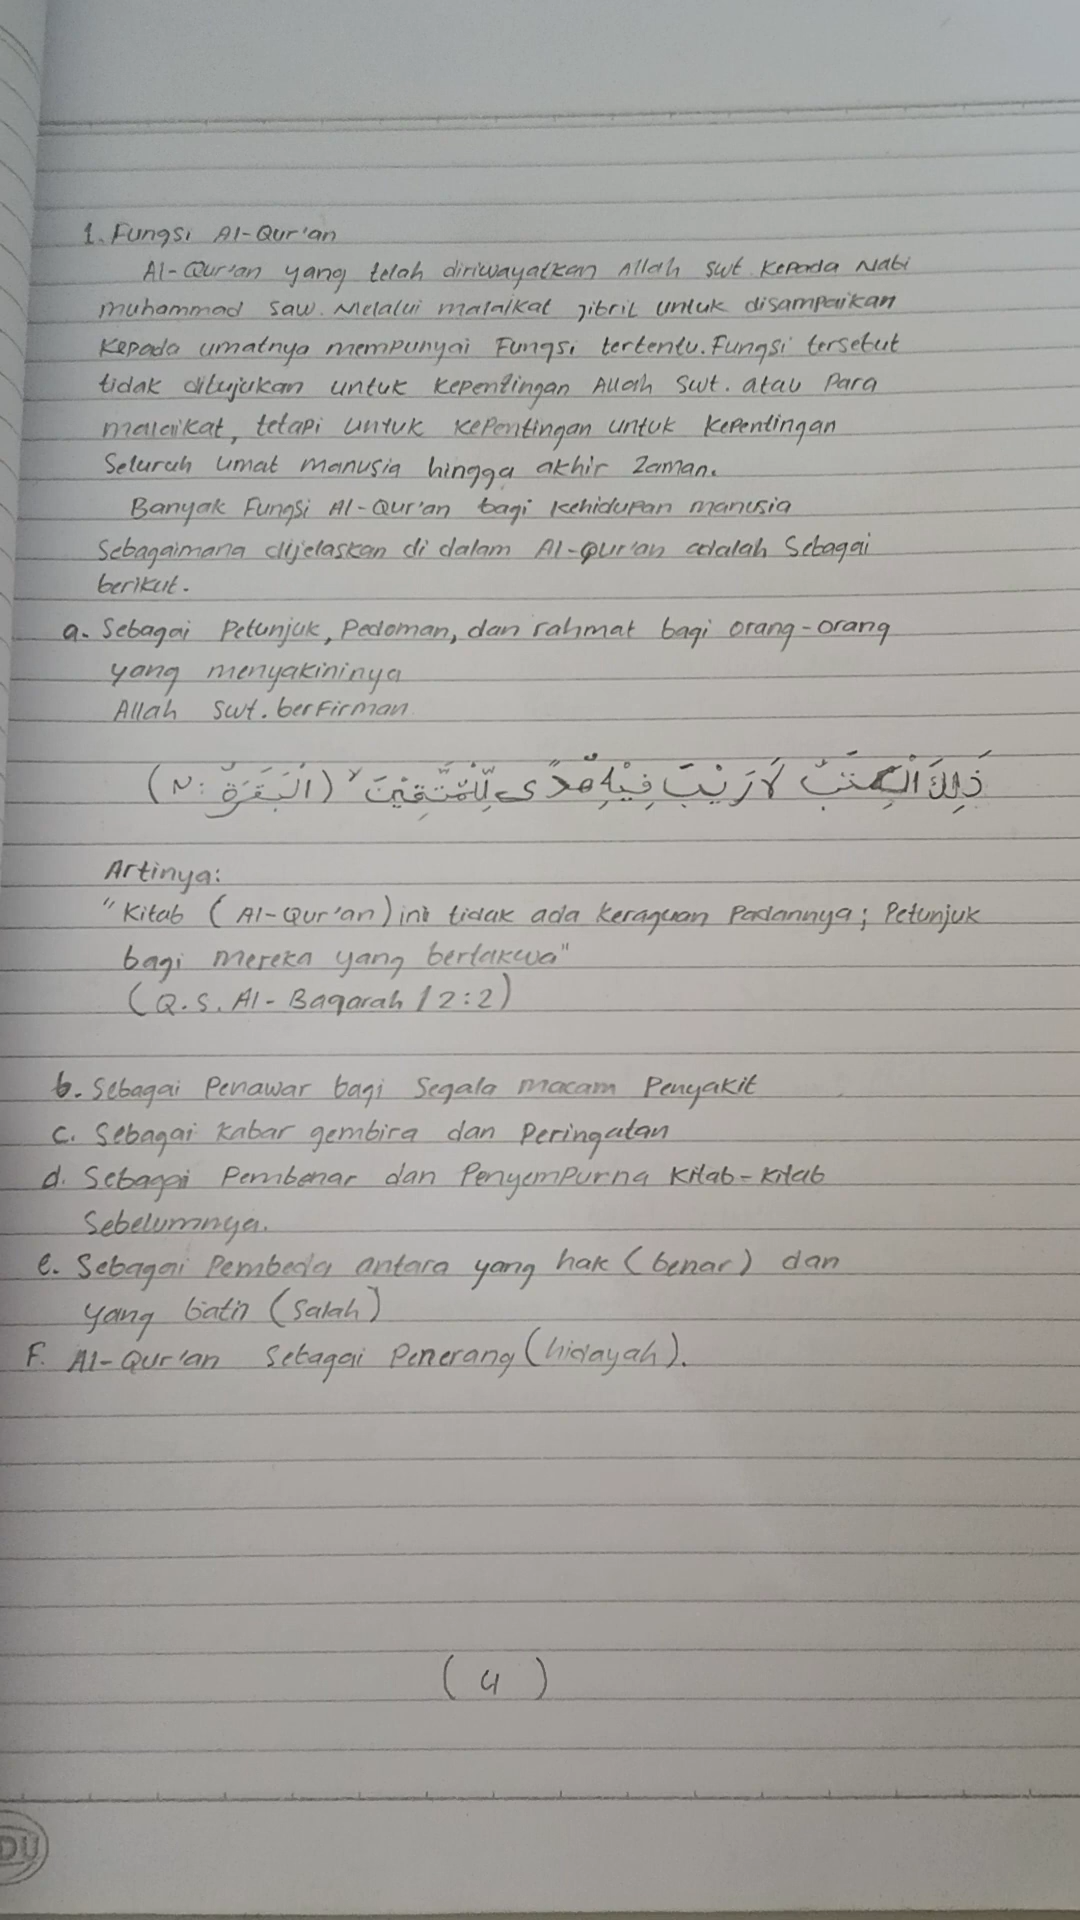 1. Fungsi Al-Qur'an
Al-Qur'an yang telah diriwayatkan Allah swt. kepada Nabi
muhammad saw. Melalui malaikat jibril untuk disampaikan
kepada umatnya mempunyai Fungsi tertentu. Fungsi tersebut
tidak ditujukan untuk kepentingan Allah swt. atau Para
malaikat, tetapi untuk kepentingan untuk kepentingan
Seluruh umat manusia hingga akhir zaman.
Banyak Fungsi Al-Qur'an bagi kehidupan manusia
Sebagaimana dijelaskan di dalam Al-qur'an adalah Sebagai
berikut.
a. Sebagai Petunjuk, Pedoman, dan rahmat bagi orang-orang
yang menyakininya
Allah swt. berfirman
ذَلِكَ الْكِتَبُ لَارَيْبَ فِيْهِ هُدًى لِّلْمُتَّقِيْنَ لا (الْبَقَرَةُ : ٢)
Artinya:
"Kitab (Al-Qur'an) ini tidak ada keraguan Padannya; Petunjuk
bagi mereka yang bertakwa"
(Q.S. Al-Baqarah / 2:2)
b. Sebagai Penawar bagi Segala macam Penyakit
c. Sebagai kabar gembira dan Peringatan
d. Sebagai Pembenar dan Penyempurna Kitab-kitab
Sebelumnya.
e. Sebagai Pembeda antara yang hak (benar) dan
yang batil (Salah)
F. Al-Qur'an Sebagai Penerang (hidayah).
(4)
DU